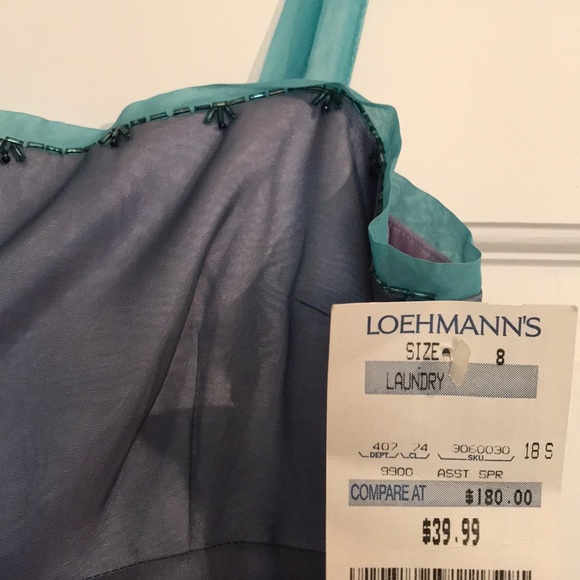 LOEHMANN'S
SIZE 8
LAUNDRY
407 74 3060030 18 S
DEPT. CL. SKU
9900 ASST SPR
COMPARE AT $180.00
$39.99